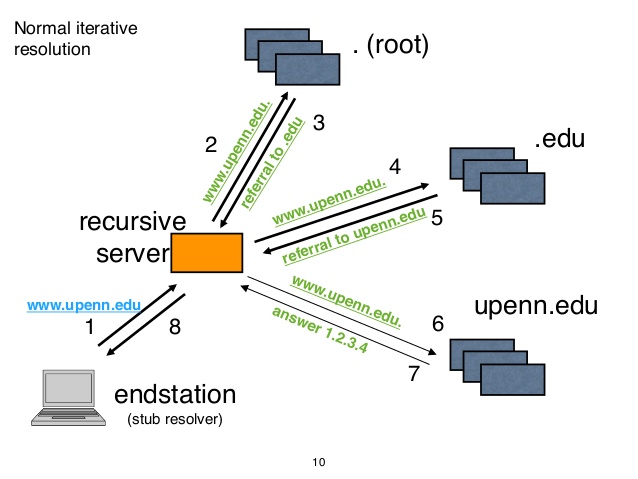 Normal iterative
resolution
. (root)
2
www.upenn.edu.
referral to .edu
3
.edu
4
www.upenn.edu.
referral to upenn.edu
5
recursive
server
www.upenn.edu
1
8
www.upenn.edu.
answer 1.2.3.4
6
7
upenn.edu
endstation
(stub resolver)
10